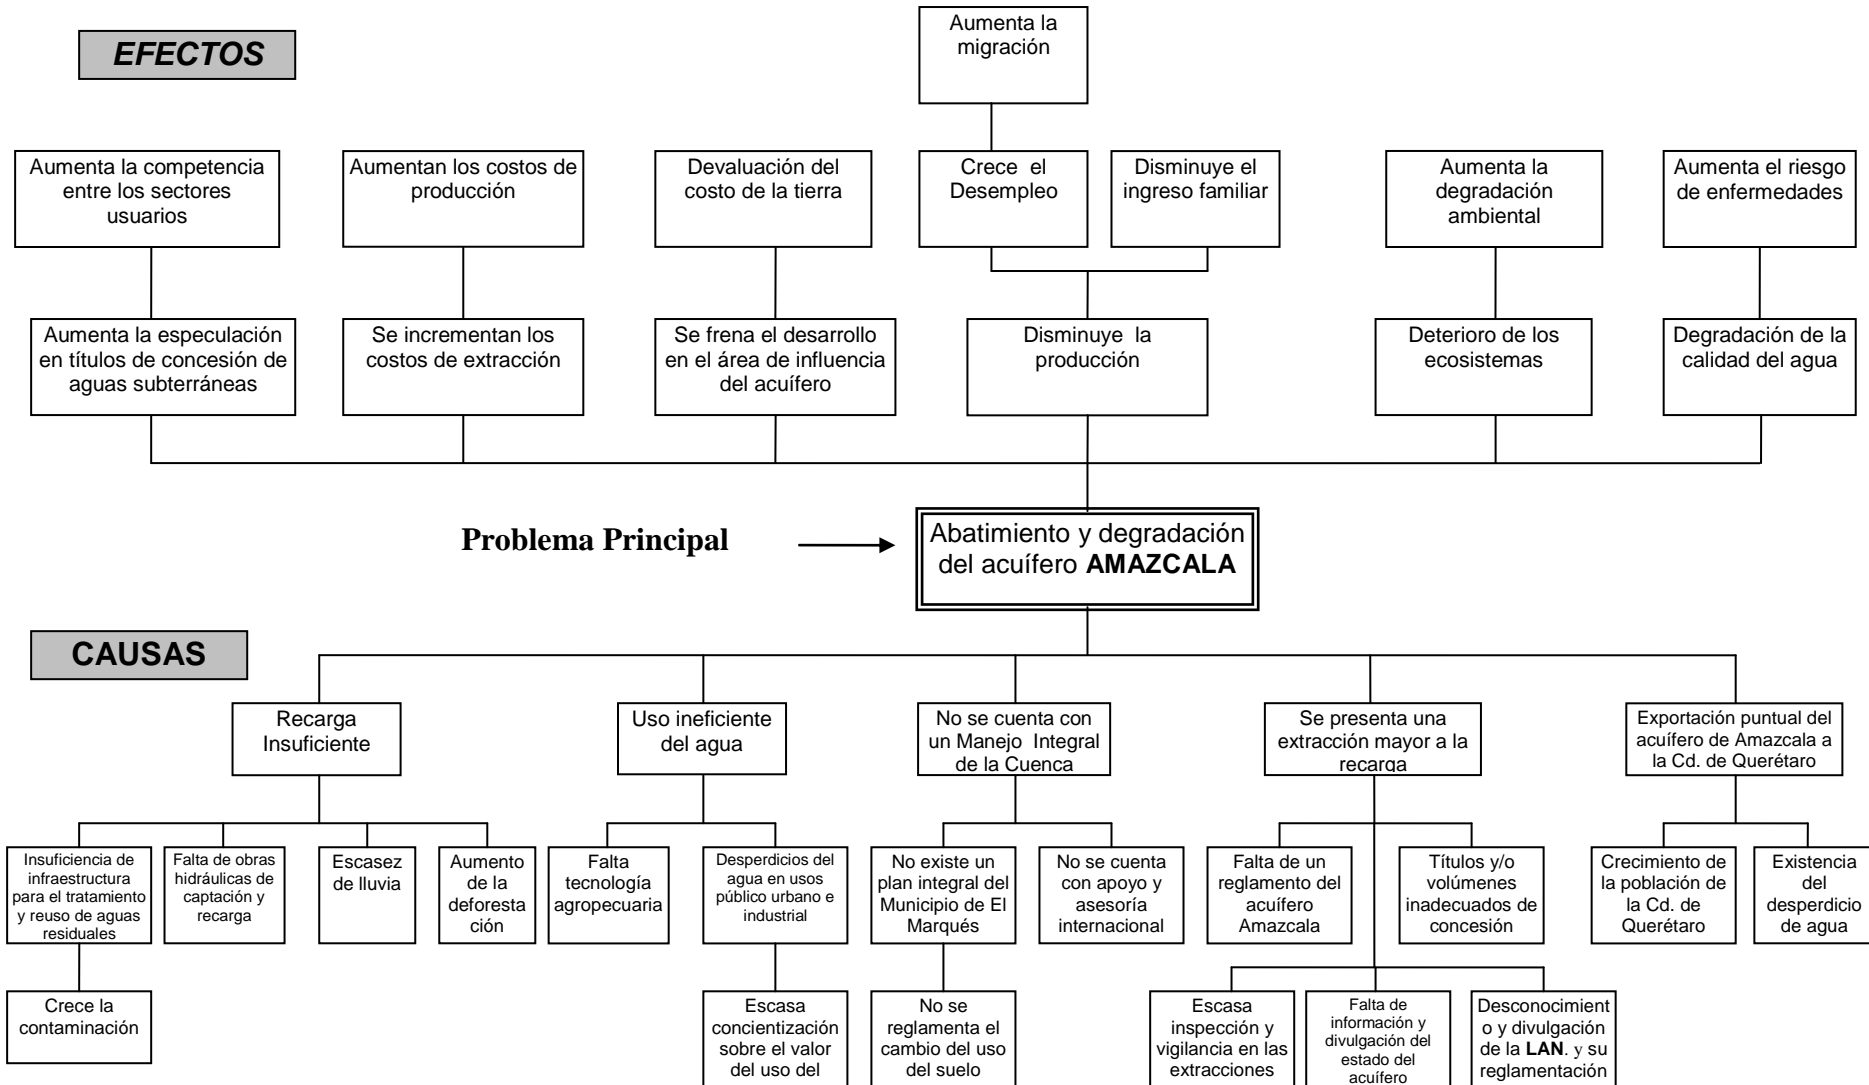 Aumenta la
migración
EFECTOS
Aumenta la competencia
entre los sectores
usuarios
Aumentan los costos de
producción
Devaluación del
costo de la tierra
Crece el
Desempleo
Disminuye el
ingreso familiar
Aumenta la
degradación
ambiental
Aumenta el riesgo
de enfermedades
Aumenta la especulación
en títulos de concesión de
aguas subterráneas
Se incrementan los
costos de extracción
Se frena el desarrollo
en el área de influencia
del acuífero
Disminuye la
producción
Deterioro de los
ecosistemas
Degradación de la
calidad del agua
Problema Principal
Abatimiento y degradación
del acuífero AMAZCALA
CAUSAS
Recarga
Insuficiente
Uso ineficiente
del agua
No se cuenta con
un Manejo Integral
de la Cuenca
Se presenta una
extracción mayor a la
recarga
Exportación puntual del
acuífero de Amazcala a
la Cd. de Querétaro
Insuficiencia de
infraestructura
para el tratamiento
y reuso de aguas
residuales
Falta de obras
hidráulicas de
captación y
recarga
Escasez
de lluvia
Aumento
de la
deforesta
ción
Falta
tecnología
agropecuaria
Desperdicios del
agua en usos
público urbano e
industrial
No existe un
plan integral del
Municipio de El
Marqués
No se cuenta
con apoyo y
asesoría
internacional
Falta de un
reglamento del
acuífero
Amazcala
Títulos y/o
volúmenes
inadecuados de
concesión
Crecimiento de
la población de
la Cd. de
Querétaro
Existencia
del
desperdicio
de agua
Crece la
contaminación
Escasa
concientización
sobre el valor
del uso del
No se
reglamenta el
cambio del uso
del suelo
Escasa
inspección y
vigilancia en las
extracciones
Falta de
información y
divulgación del
estado del
acuífero
Desconocimient
o y divulgación
de la LAN. y su
reglamentación